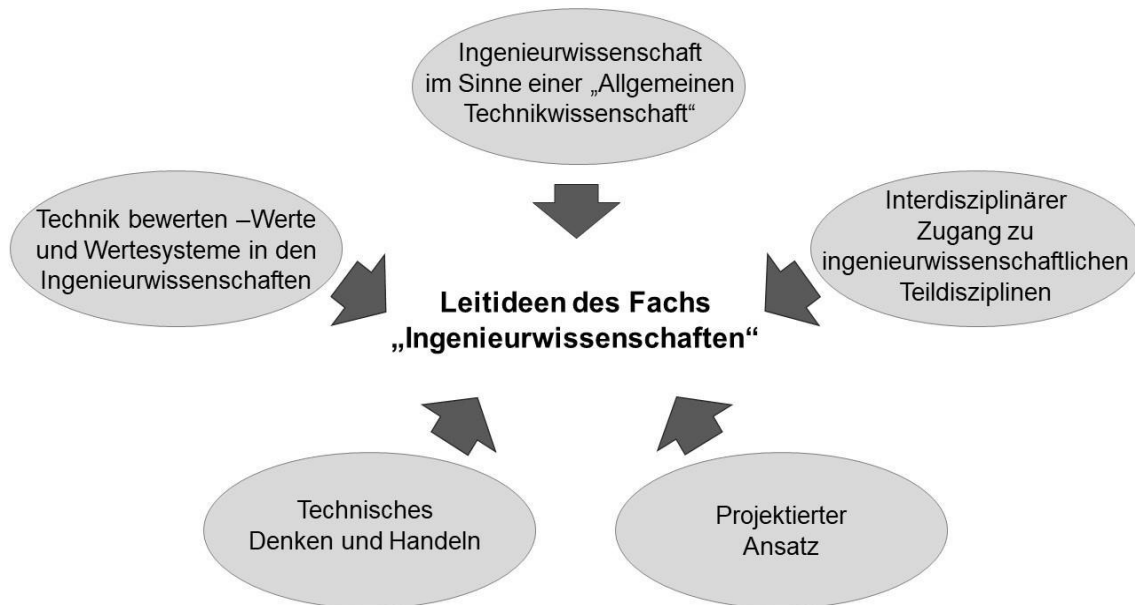 Ingenieurwissenschaft
im Sinne einer „Allgemeinen
Technikwissenschaft“
Technik bewerten –Werte
und Wertesysteme in den
Ingenieurwissenschaften
Interdisziplinärer
Zugang zu
ingenieurwissenschaftlichen
Teildisziplinen
Leitideen des Fachs
„Ingenieurwissenschaften“
Technisches
Denken und Handeln
Projektierter
Ansatz